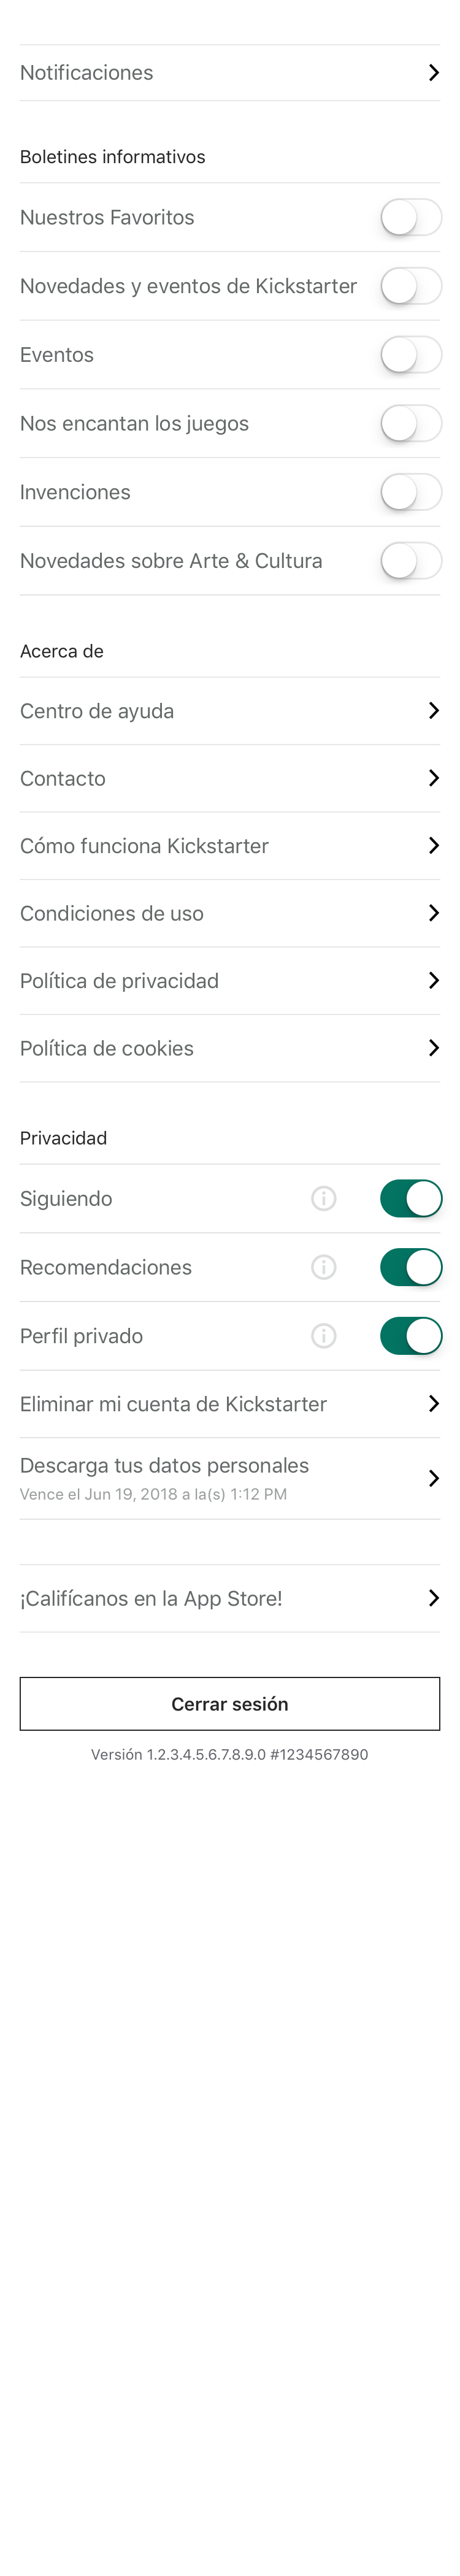 Notificaciones
Boletines informativos
Nuestros Favoritos
Novedades y eventos de Kickstarter
Eventos
Nos encantan los juegos
Invenciones
Novedades sobre Arte & Cultura
Acerca de
Centro de ayuda
Contacto
Cómo funciona Kickstarter
Condiciones de uso
Política de privacidad
Política de cookies
Privacidad
Siguiendo
Recomendaciones
Perfil privado
Eliminar mi cuenta de Kickstarter
Descarga tus datos personales
Vence el Jun 19, 2018 a la(s) 1:12 PM
¡Califícanos en la App Store!
Cerrar sesión
Versión 1.2.3.4.5.6.7.8.9.0 #1234567890